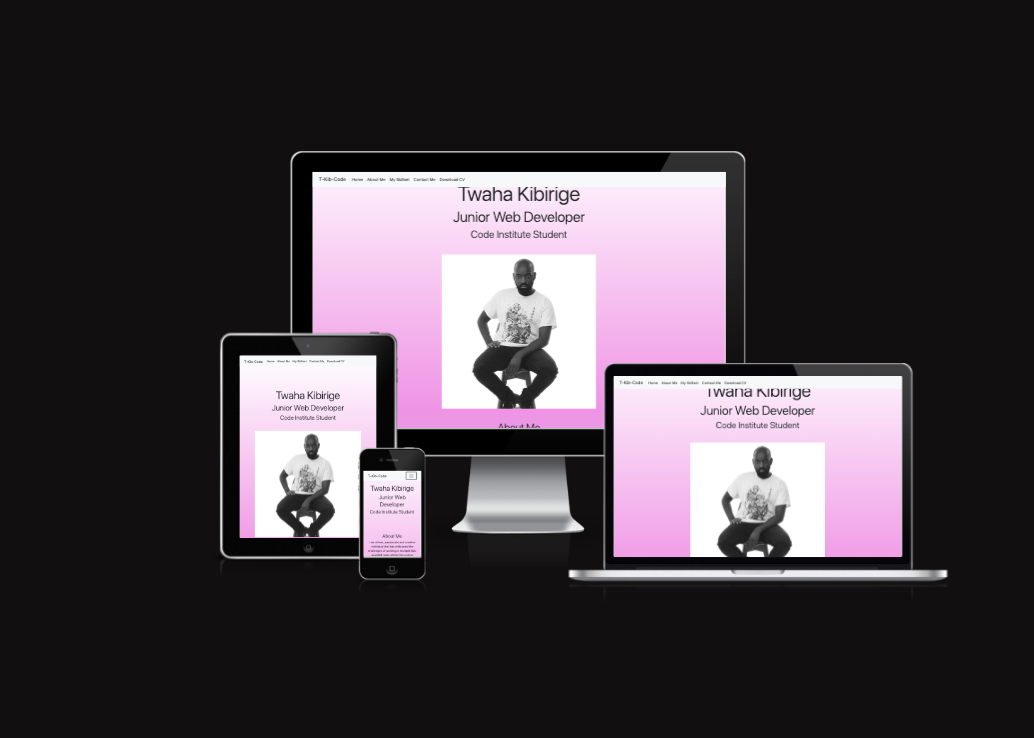 T-Kib-Code Home About Me My Skillset Contact Me Download CV
Twaha Kibirige
Junior Web Developer
Code Institute Student
About Me
T-Kib-Code Home About Me My Skillset Contact Me Download CV
Twaha Kibirige
Junior Web Developer
Code Institute Student
T-Kib-Code
Twaha Kibirige
Junior Web
Developer
Code Institute Student
About Me
T-Kib-Code Home About Me My Skillset Contact Me Download CV
Twaha Kibirige
Junior Web Developer
Code Institute Student